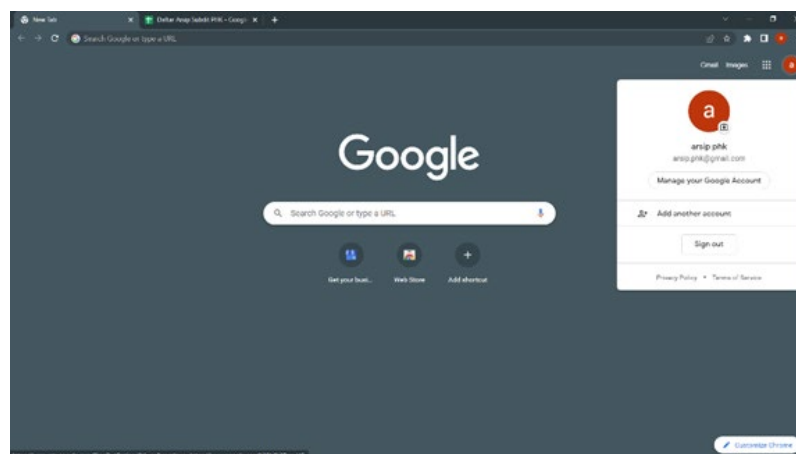 New Tab
Daftar Arsip Subdit PHK - Googl
Search Google or type a URL
Gmail Images
a
a
arsip phk
arsip.phk@gmail.com
Manage your Google Account
Add another account
Sign out
Privacy Policy • Terms of Service
Google
Search Google or type a URL
Get your busi...
Web Store
Add shortcut
Customize Chrome